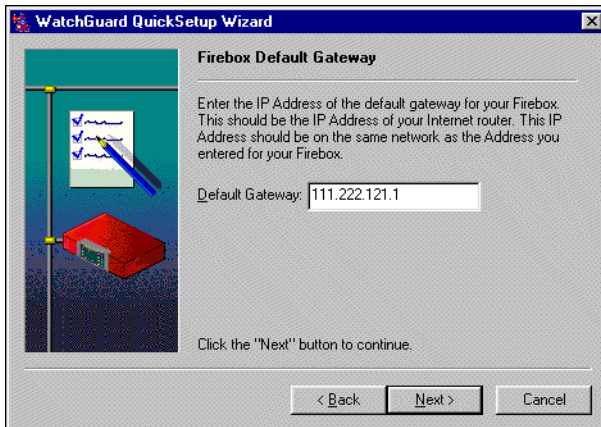 WatchGuard QuickSetup Wizard
Firebox Default Gateway
Enter the IP Address of the default gateway for your Firebox.
This should be the IP Address of your Internet router. This IP
Address should be on the same network as the Address you
entered for your Firebox.
Default Gateway: 111.222.121.1
Click the "Next" button to continue.
< Back Next > Cancel